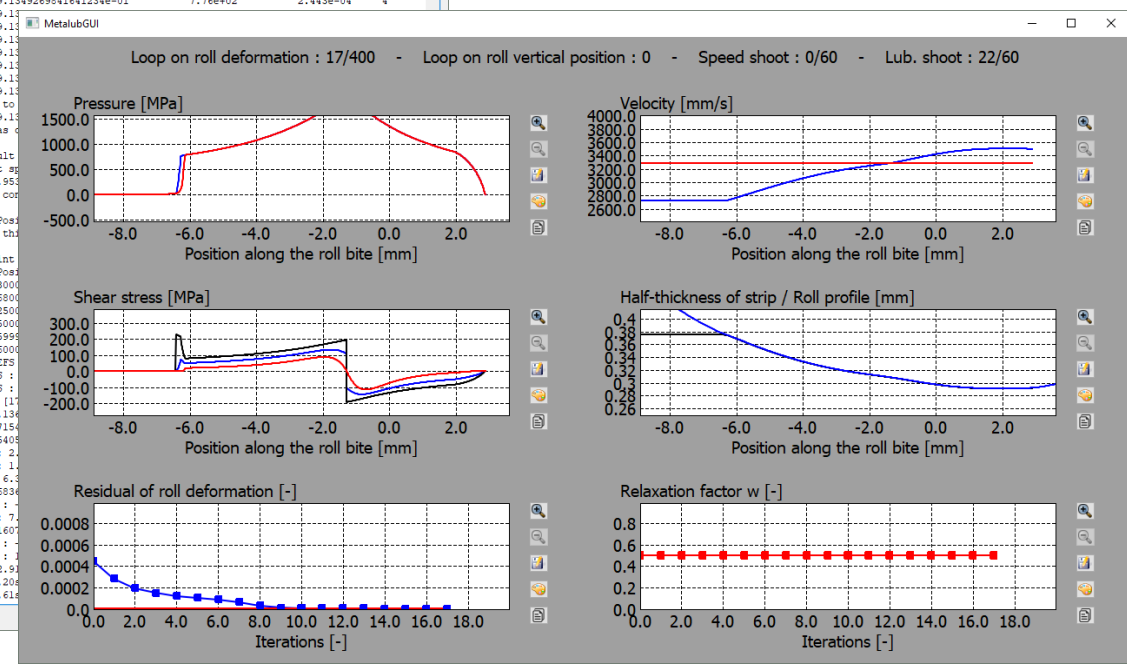 9.1349269841641234e-01 7.76e+02 2.443e-04 4
MetalubGUI
Loop on roll deformation : 17/400 - Loop on roll vertical position : 0 - Speed shoot : 0/60 - Lub. shoot : 22/60
Pressure [MPa]
1500.0
1000.0
500.0
0.0
-500.0
-8.0 -6.0 -4.0 -2.0 0.0 2.0
Position along the roll bite [mm]
Velocity [mm/s]
4000.0
3800.0
3600.0
3400.0
3200.0
3000.0
2800.0
2600.0
-8.0 -6.0 -4.0 -2.0 0.0 2.0
Position along the roll bite [mm]
Shear stress [MPa]
300.0
200.0
100.0
0.0
-100.0
-200.0
-8.0 -6.0 -4.0 -2.0 0.0 2.0
Position along the roll bite [mm]
Half-thickness of strip / Roll profile [mm]
0.4
0.38
0.36
0.34
0.32
0.3
0.28
0.26
-8.0 -6.0 -4.0 -2.0 0.0 2.0
Position along the roll bite [mm]
Residual of roll deformation [-]
0.0008
0.0006
0.0004
0.0002
0.0
0.0 2.0 4.0 6.0 8.0 10.0 12.0 14.0 16.0 18.0
Iterations [-]
Relaxation factor w [-]
0.8
0.6
0.4
0.2
0.0
0.0 2.0 4.0 6.0 8.0 10.0 12.0 14.0 16.0 18.0
Iterations [-]